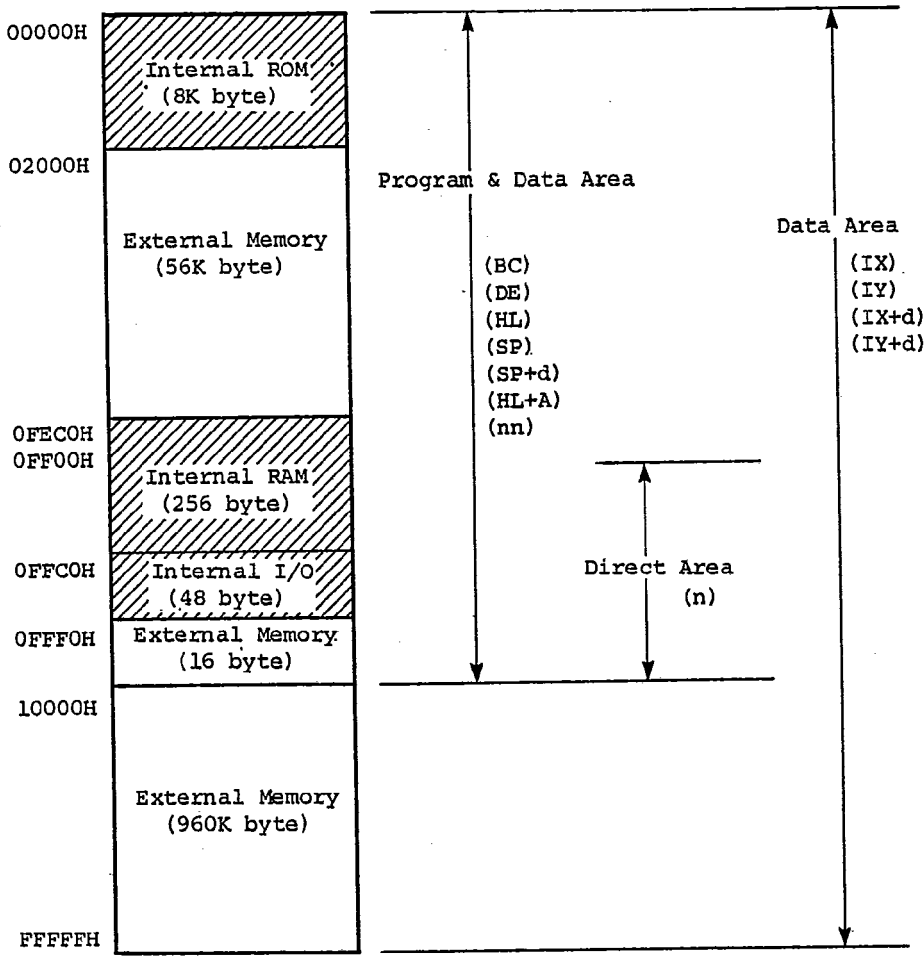 00000H
Internal ROM
(8K byte)
02000H
Program & Data Area
External Memory
(56K byte)
Data Area
(BC)
(DE)
(HL)
(SP)
(SP+d)
(HL+A)
(nn)
(IX)
(IY)
(IX+d)
(IY+d)
0FEC0H
0FF00H
Internal RAM
(256 byte)
0FFC0H
Internal I/O
(48 byte)
Direct Area
(n)
0FFF0H
External Memory
(16 byte)
10000H
External Memory
(960K byte)
FFFFFH